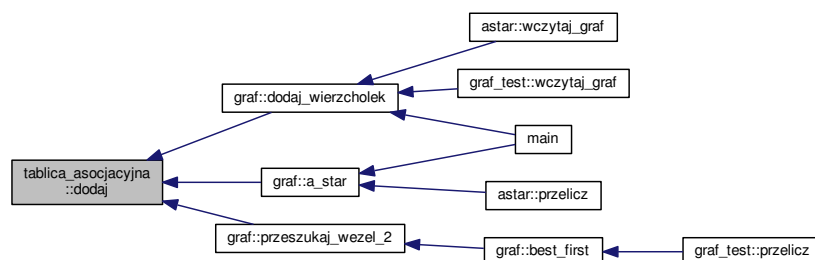 astar::wczytaj_graf
graf_test::wczytaj_graf
graf::dodaj_wierzcholek
main
tablica_asocjacyjna
::dodaj
graf::a_star
astar::przelicz
graf::przeszukaj_wezel_2
graf::best_first
graf_test::przelicz